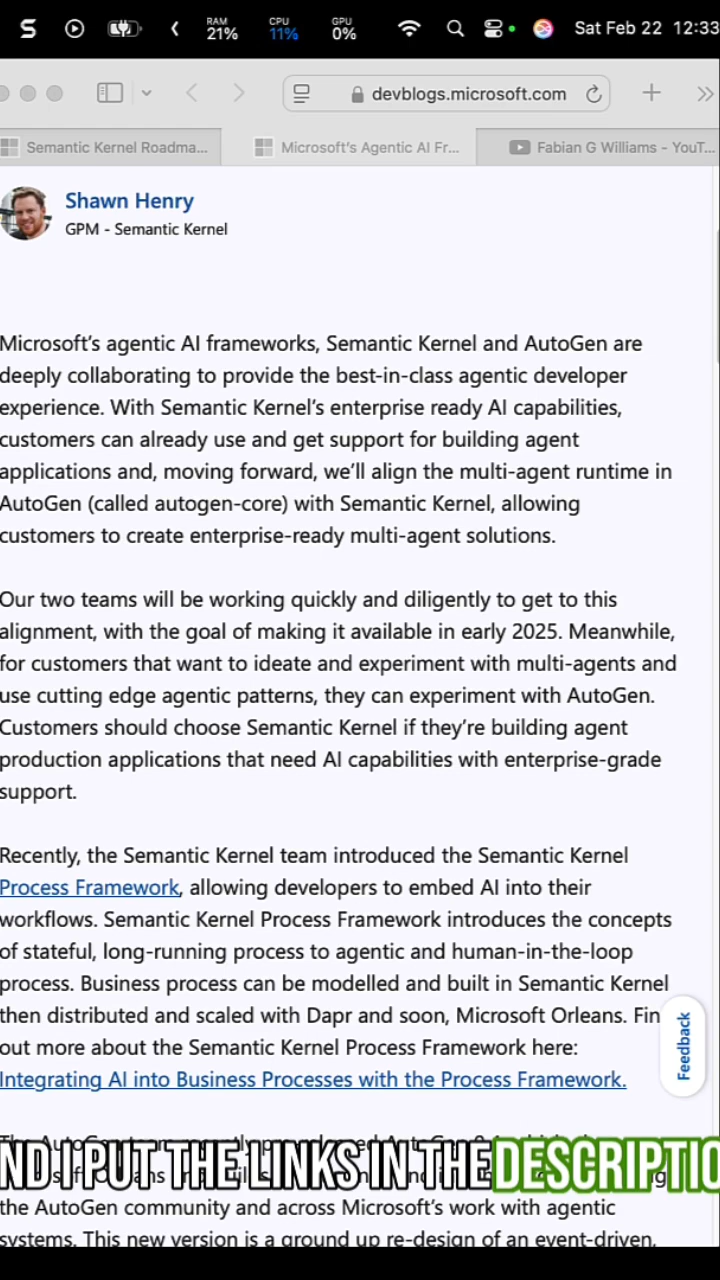 RAM
21%
CPU
11%
GPU
0%
Sat Feb 22 12:33
devblogs.microsoft.com
Semantic Kernel Roadma...
Microsoft's Agentic AI Fr...
Fabian G Williams - YouT...
Shawn Henry
GPM - Semantic Kernel
Microsoft's agentic AI frameworks, Semantic Kernel and AutoGen are
deeply collaborating to provide the best-in-class agentic developer
experience. With Semantic Kernel's enterprise ready AI capabilities,
customers can already use and get support for building agent
applications and, moving forward, we'll align the multi-agent runtime in
AutoGen (called autogen-core) with Semantic Kernel, allowing
customers to create enterprise-ready multi-agent solutions.
Our two teams will be working quickly and diligently to get to this
alignment, with the goal of making it available in early 2025. Meanwhile,
for customers that want to ideate and experiment with multi-agents and
use cutting edge agentic patterns, they can experiment with AutoGen.
Customers should choose Semantic Kernel if they're building agent
production applications that need AI capabilities with enterprise-grade
support.
Recently, the Semantic Kernel team introduced the Semantic Kernel
Process Framework, allowing developers to embed AI into their
workflows. Semantic Kernel Process Framework introduces the concepts
of stateful, long-running process to agentic and human-in-the-loop
process. Business process can be modelled and built in Semantic Kernel
then distributed and scaled with Dapr and soon, Microsoft Orleans. Fin
out more about the Semantic Kernel Process Framework here:
Integrating AI into Business Processes with the Process Framework.
Feedback
ND I PUT THE LINKS IN THE DESCRIPTIO
the AutoGen community and across Microsoft's work with agentic
systems. This new version is a ground up re-design of an event-driven,